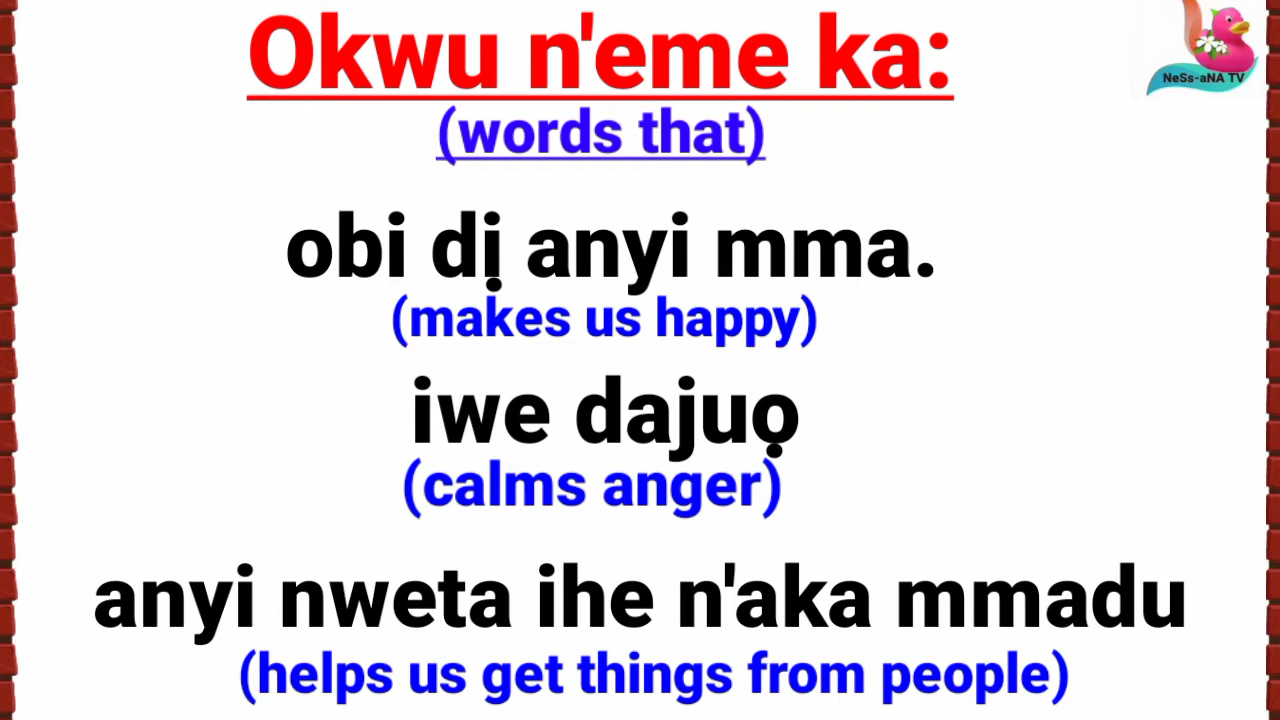 Okwu n'eme ka:
NeSs-aNA TV
(words that)
obi dị anyi mma.
(makes us happy)
iwe dajuọ
(calms anger)
anyi nweta ihe n'aka mmadu
(helps us get things from people)